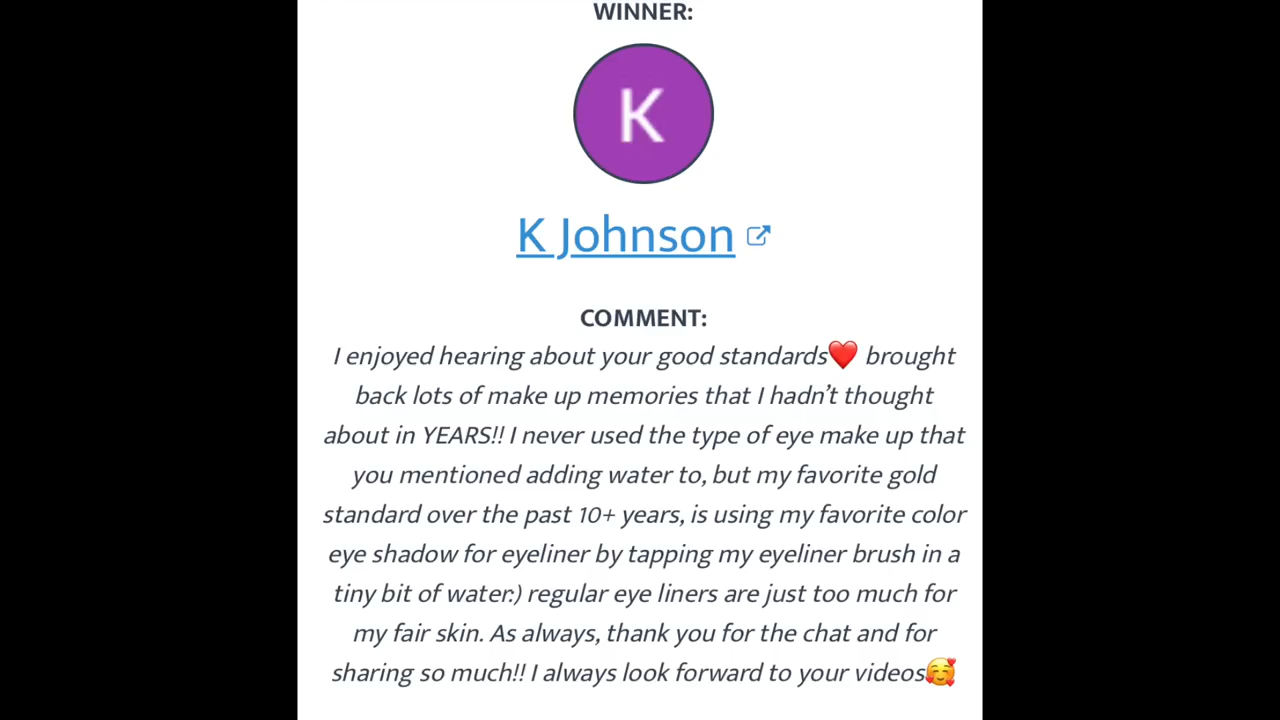 WINNER:
K
K Johnson
COMMENT:
I enjoyed hearing about your good standards❤️ brought
back lots of make up memories that I hadn’t thought
about in YEARS!! I never used the type of eye make up that
you mentioned adding water to, but my favorite gold
standard over the past 10+ years, is using my favorite color
eye shadow for eyeliner by tapping my eyeliner brush in a
tiny bit of water:) regular eye liners are just too much for
my fair skin. As always, thank you for the chat and for
sharing so much!! I always look forward to your videos🥰